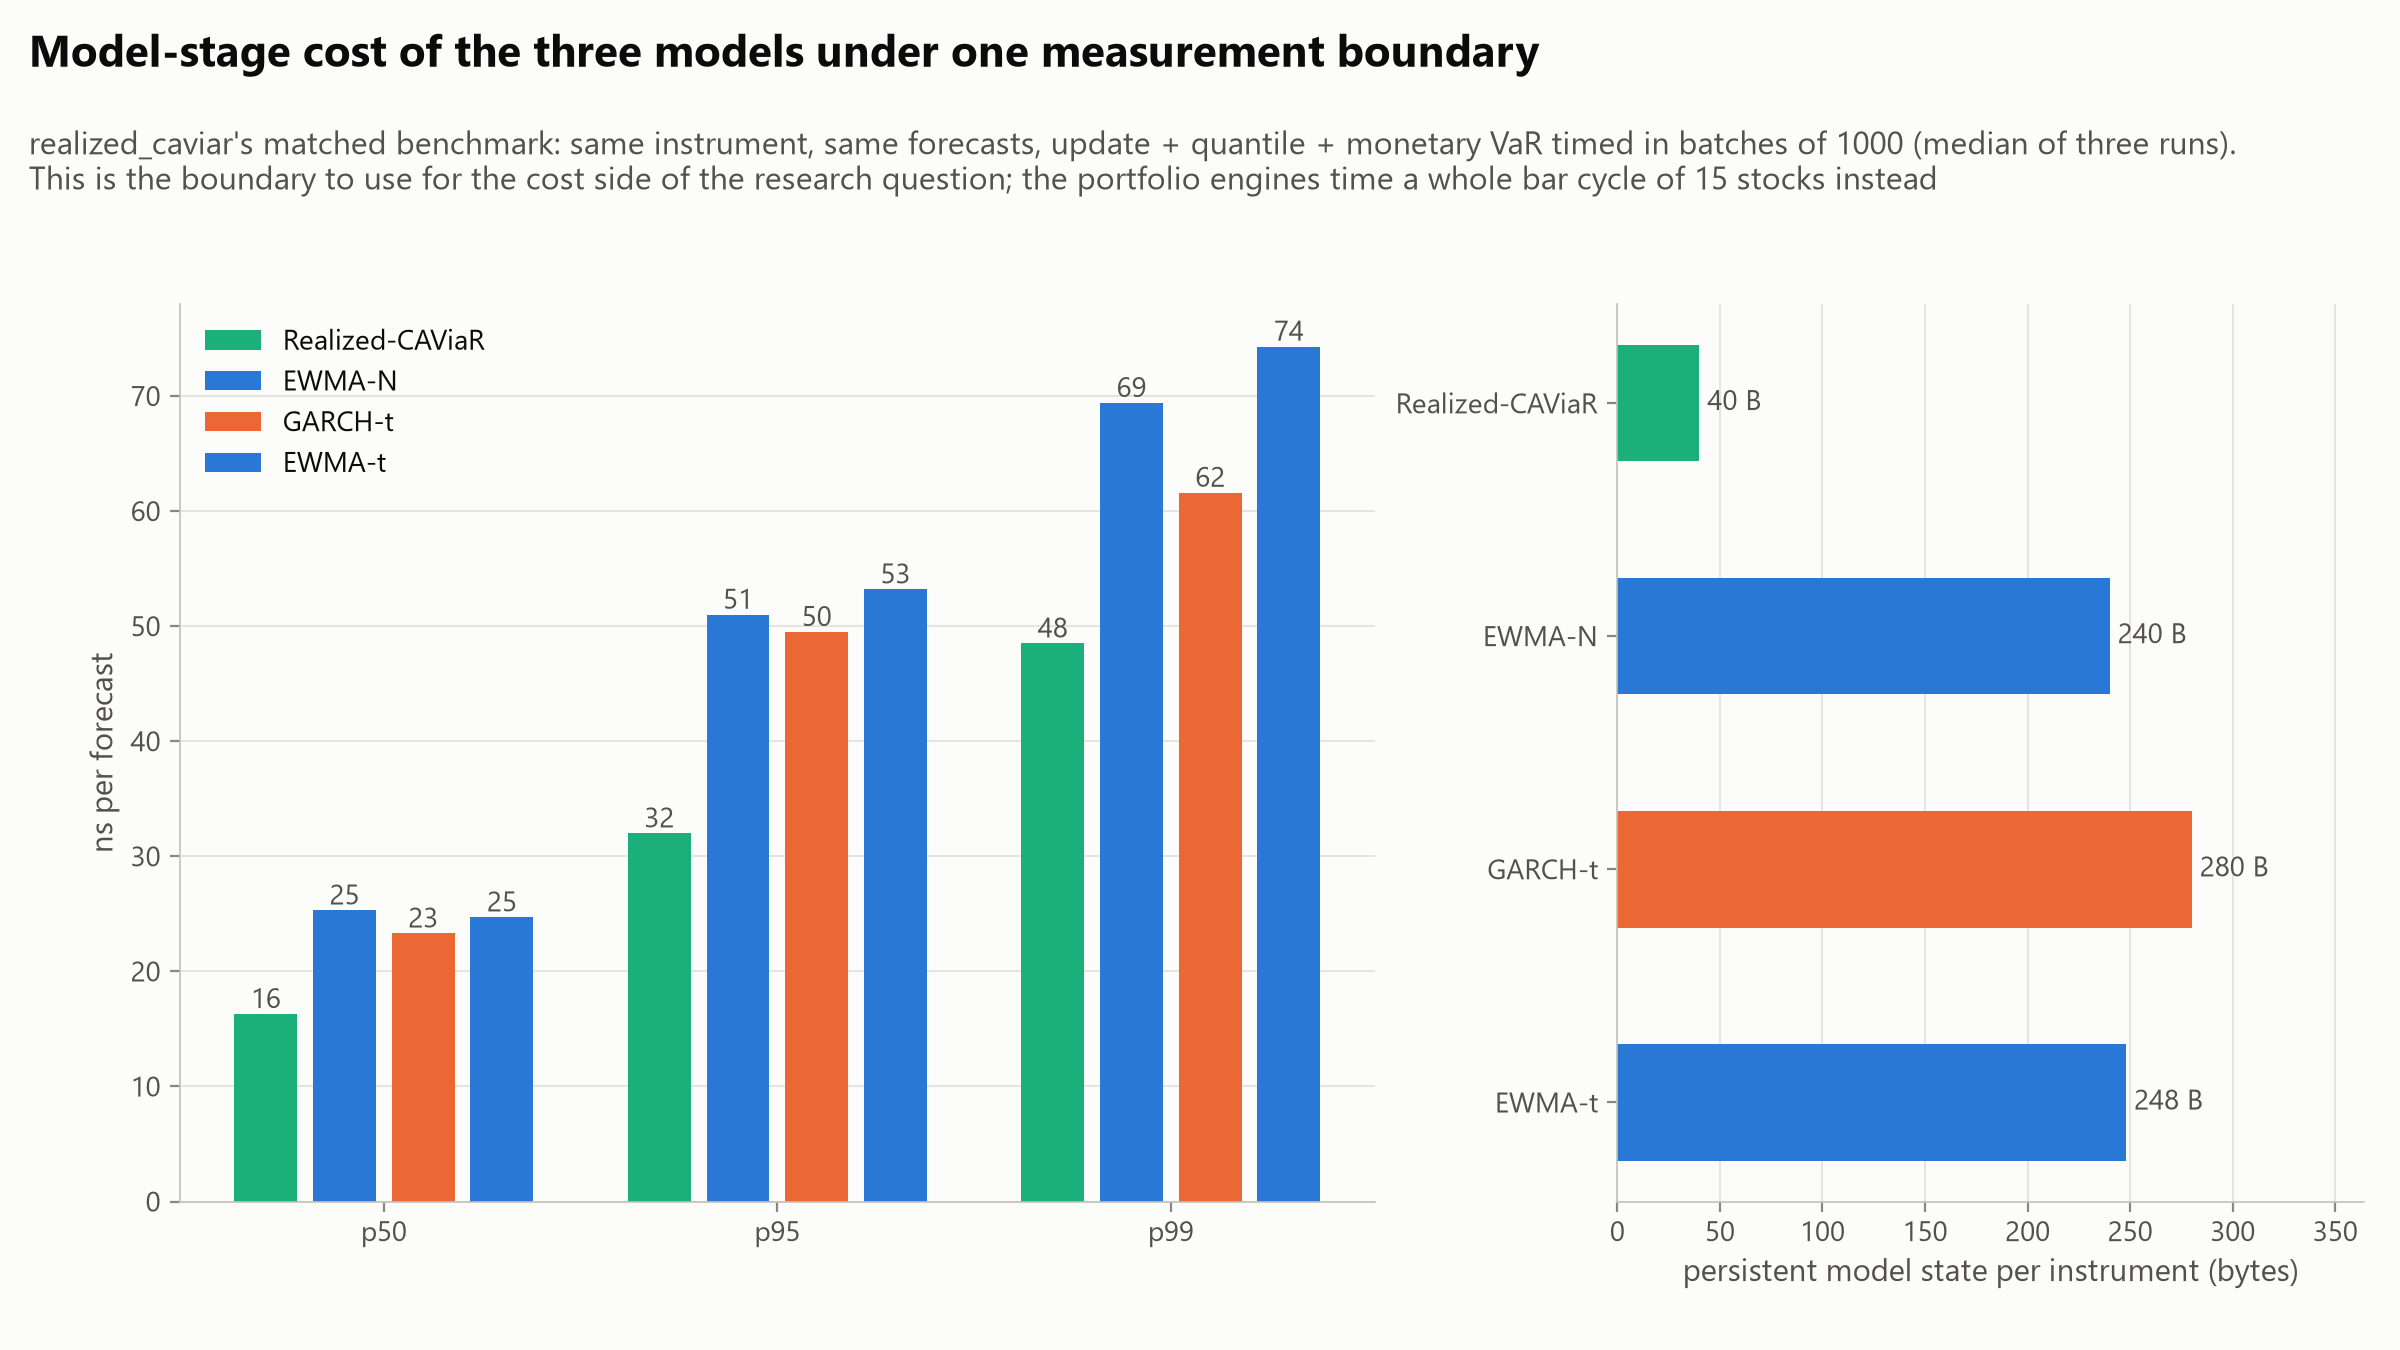 Model-stage cost of the three models under one measurement boundary
realized_caviar's matched benchmark: same instrument, same forecasts, update + quantile + monetary VaR timed in batches of 1000 (median of three runs).
This is the boundary to use for the cost side of the research question; the portfolio engines time a whole bar cycle of 15 stocks instead
Realized-CAViaR
EWMA-N
GARCH-t
EWMA-t
ns per forecast
70
60
50
40
30
20
10
0
16
25
23
25
32
51
50
53
48
69
62
74
p50
p95
p99
Realized-CAViaR
40 B
EWMA-N
240 B
GARCH-t
280 B
EWMA-t
248 B
0
50
100
150
200
250
300
350
persistent model state per instrument (bytes)